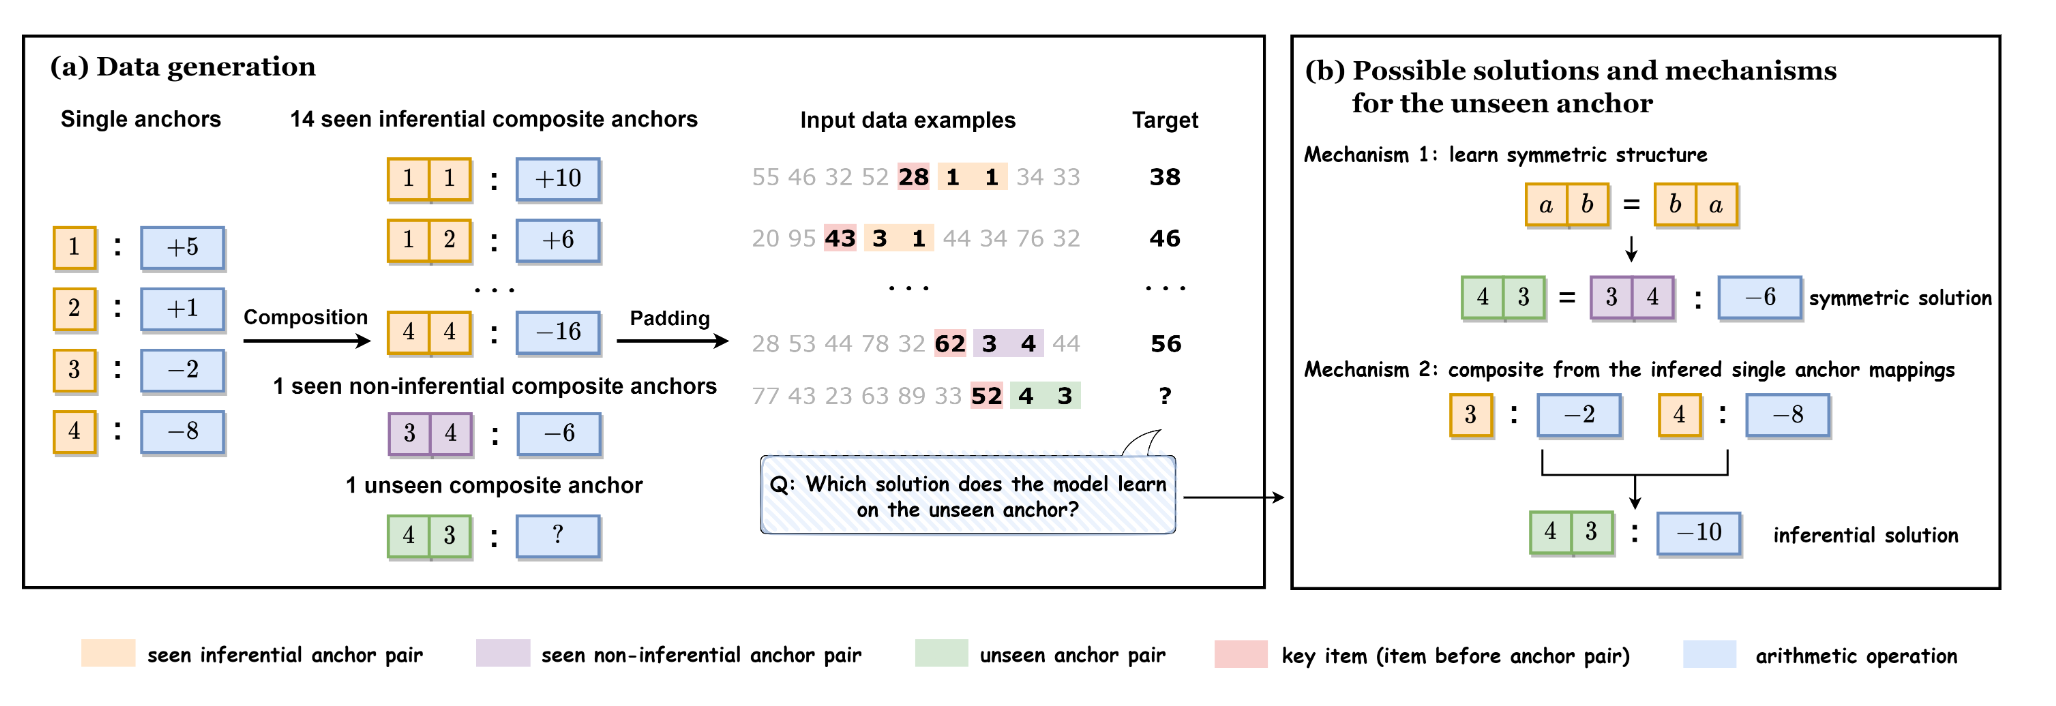 (a) Data generation
Single anchors
1 : +5
2 : +1
3 : −2
4 : −8
Composition
14 seen inferential composite anchors
1 1 : +10
1 2 : +6
. . .
4 4 : −16
1 seen non-inferential composite anchors
3 4 : −6
1 unseen composite anchor
4 3 : ?
Padding
Input data examples Target
55 46 32 52 28 1 1 34 33 38
20 95 43 3 1 44 34 76 32 46
. . . . . .
28 53 44 78 32 62 3 4 44 56
77 43 23 63 89 33 52 4 3 ?
Q: Which solution does the model learn
on the unseen anchor?
(b) Possible solutions and mechanisms
for the unseen anchor
Mechanism 1: learn symmetric structure
a b = b a
4 3 = 3 4 : −6 symmetric solution
Mechanism 2: composite from the infered single anchor mappings
3 : −2 4 : −8
4 3 : −10 inferential solution
seen inferential anchor pair
seen non-inferential anchor pair
unseen anchor pair
key item (item before anchor pair)
arithmetic operation